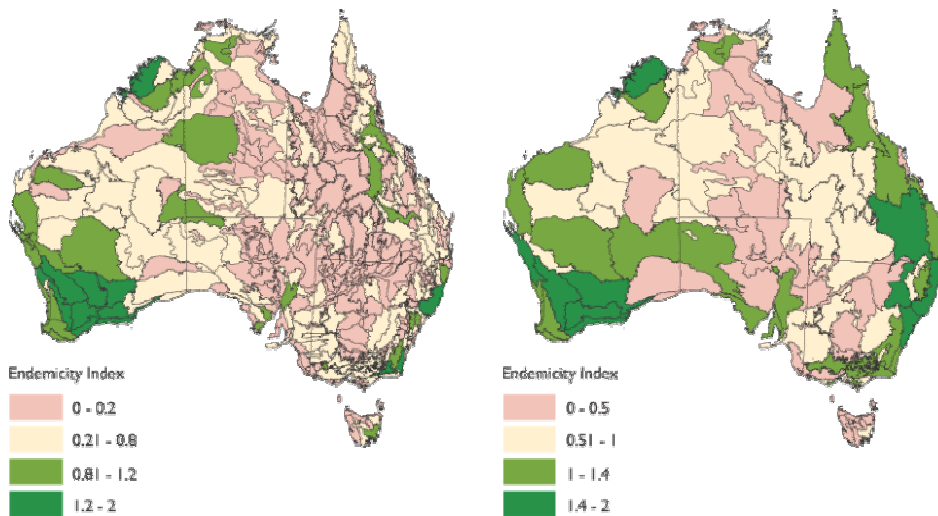 Endemicity Index
0 - 0.2
0.21 - 0.8
0.81 - 1.2
1.2 - 2
Endemicity Index
0 - 0.5
0.51 - 1
1 - 1.4
1.4 - 2